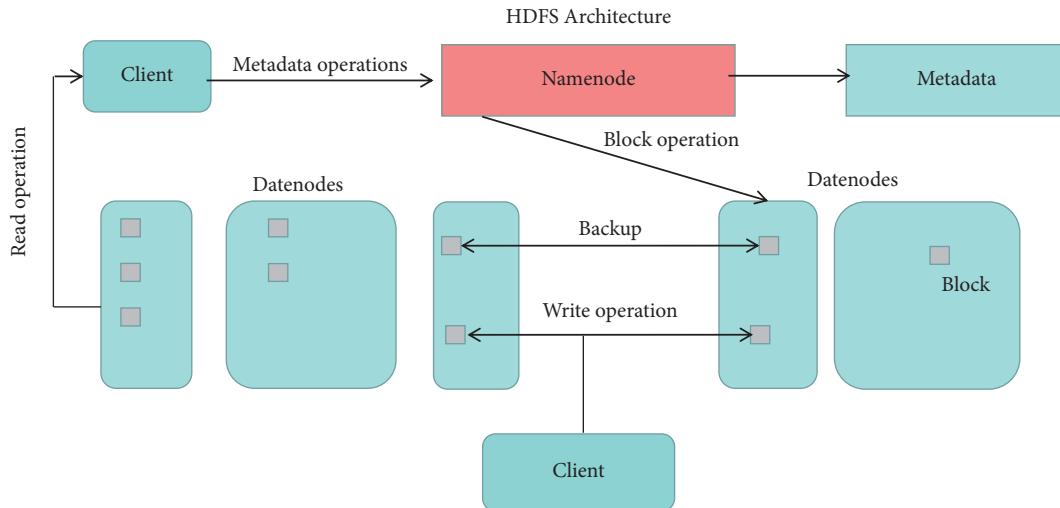 HDFS Architecture
Client
Metadata operations
Namenode
Metadata
Block operation
Read operation
Datenodes
Datenodes
Backup
Block
Write operation
Client